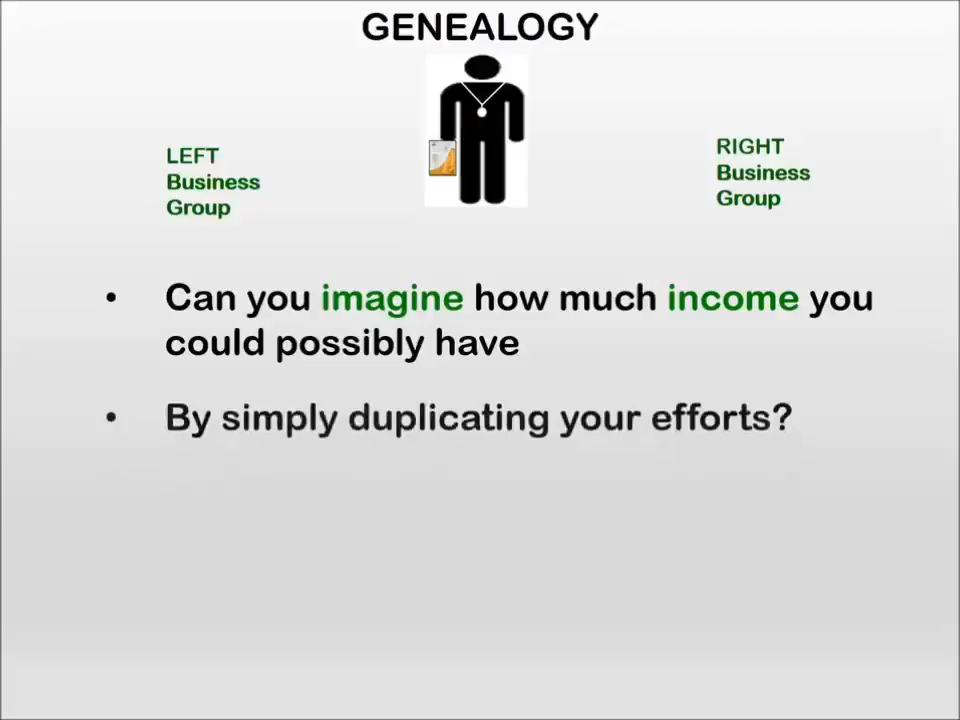 GENEALOGY
LEFT
Business
Group
RIGHT
Business
Group
• Can you imagine how much income you
could possibly have
• By simply duplicating your efforts?